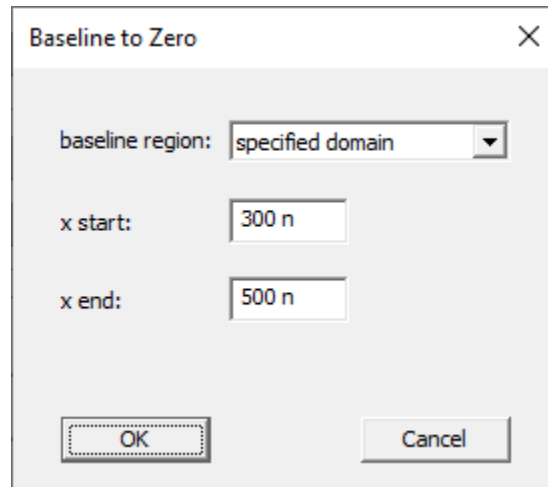 Baseline to Zero
baseline region: specified domain
x start: 300 n
x end: 500 n
OK Cancel